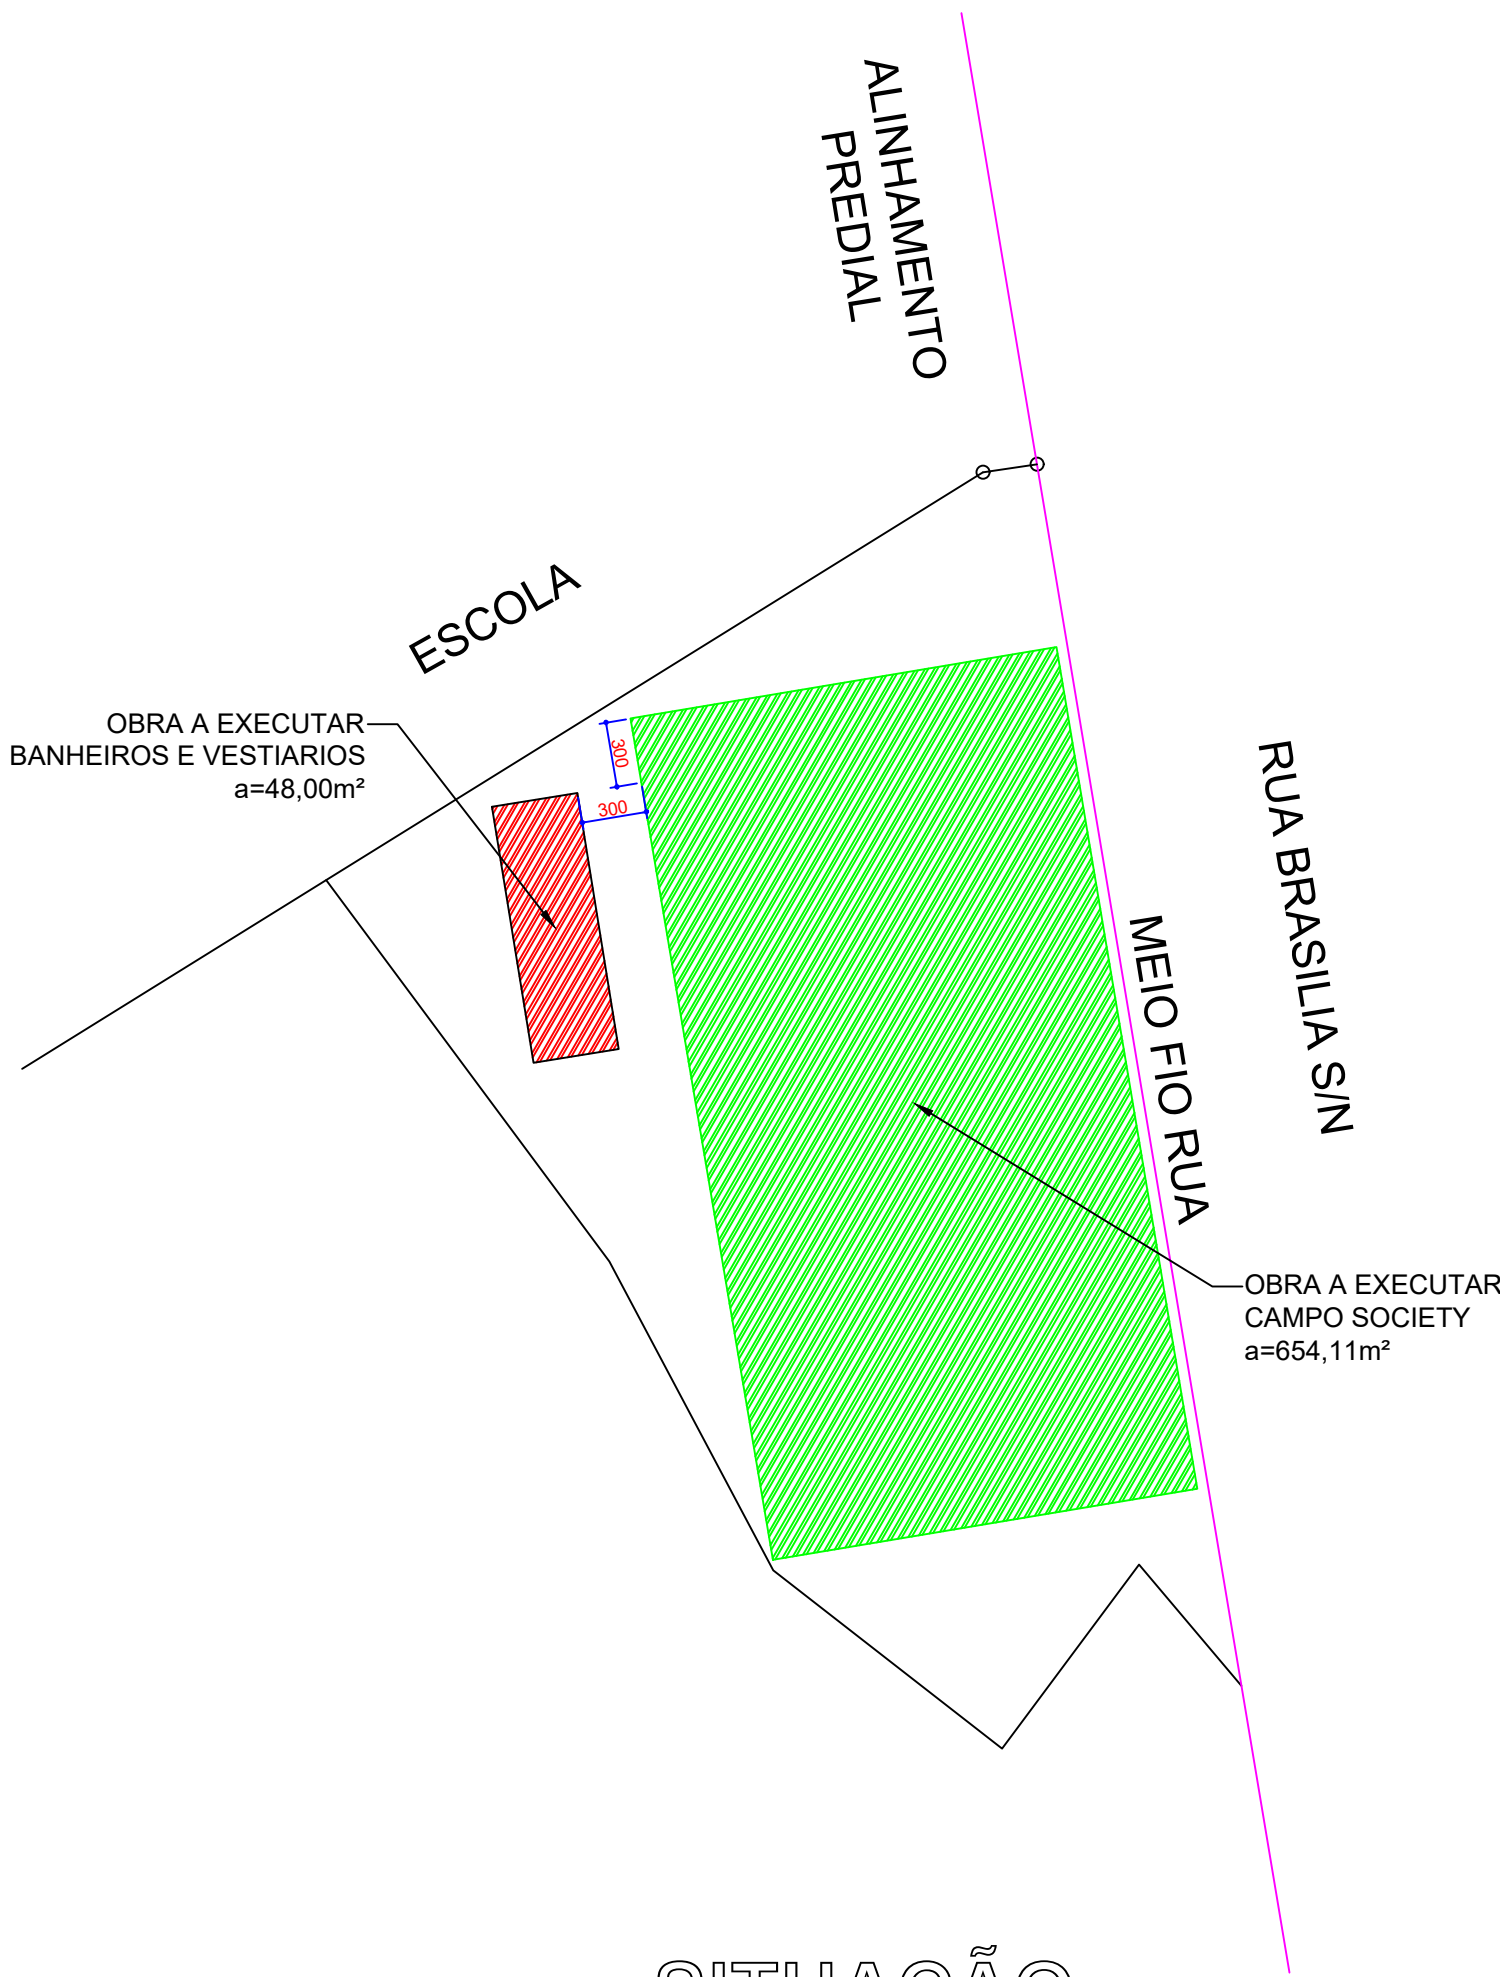 ALINHAMENTO
PREDIAL
ESCOLA
OBRA A EXECUTAR
BANHEIROS E VESTIARIOS
a=48,00m²
300
300
RUA BRASILIA S/N
MEIO FIO RUA
OBRA A EXECUTAR
CAMPO SOCIETY
a=654,11m²
SITUAÇÃO